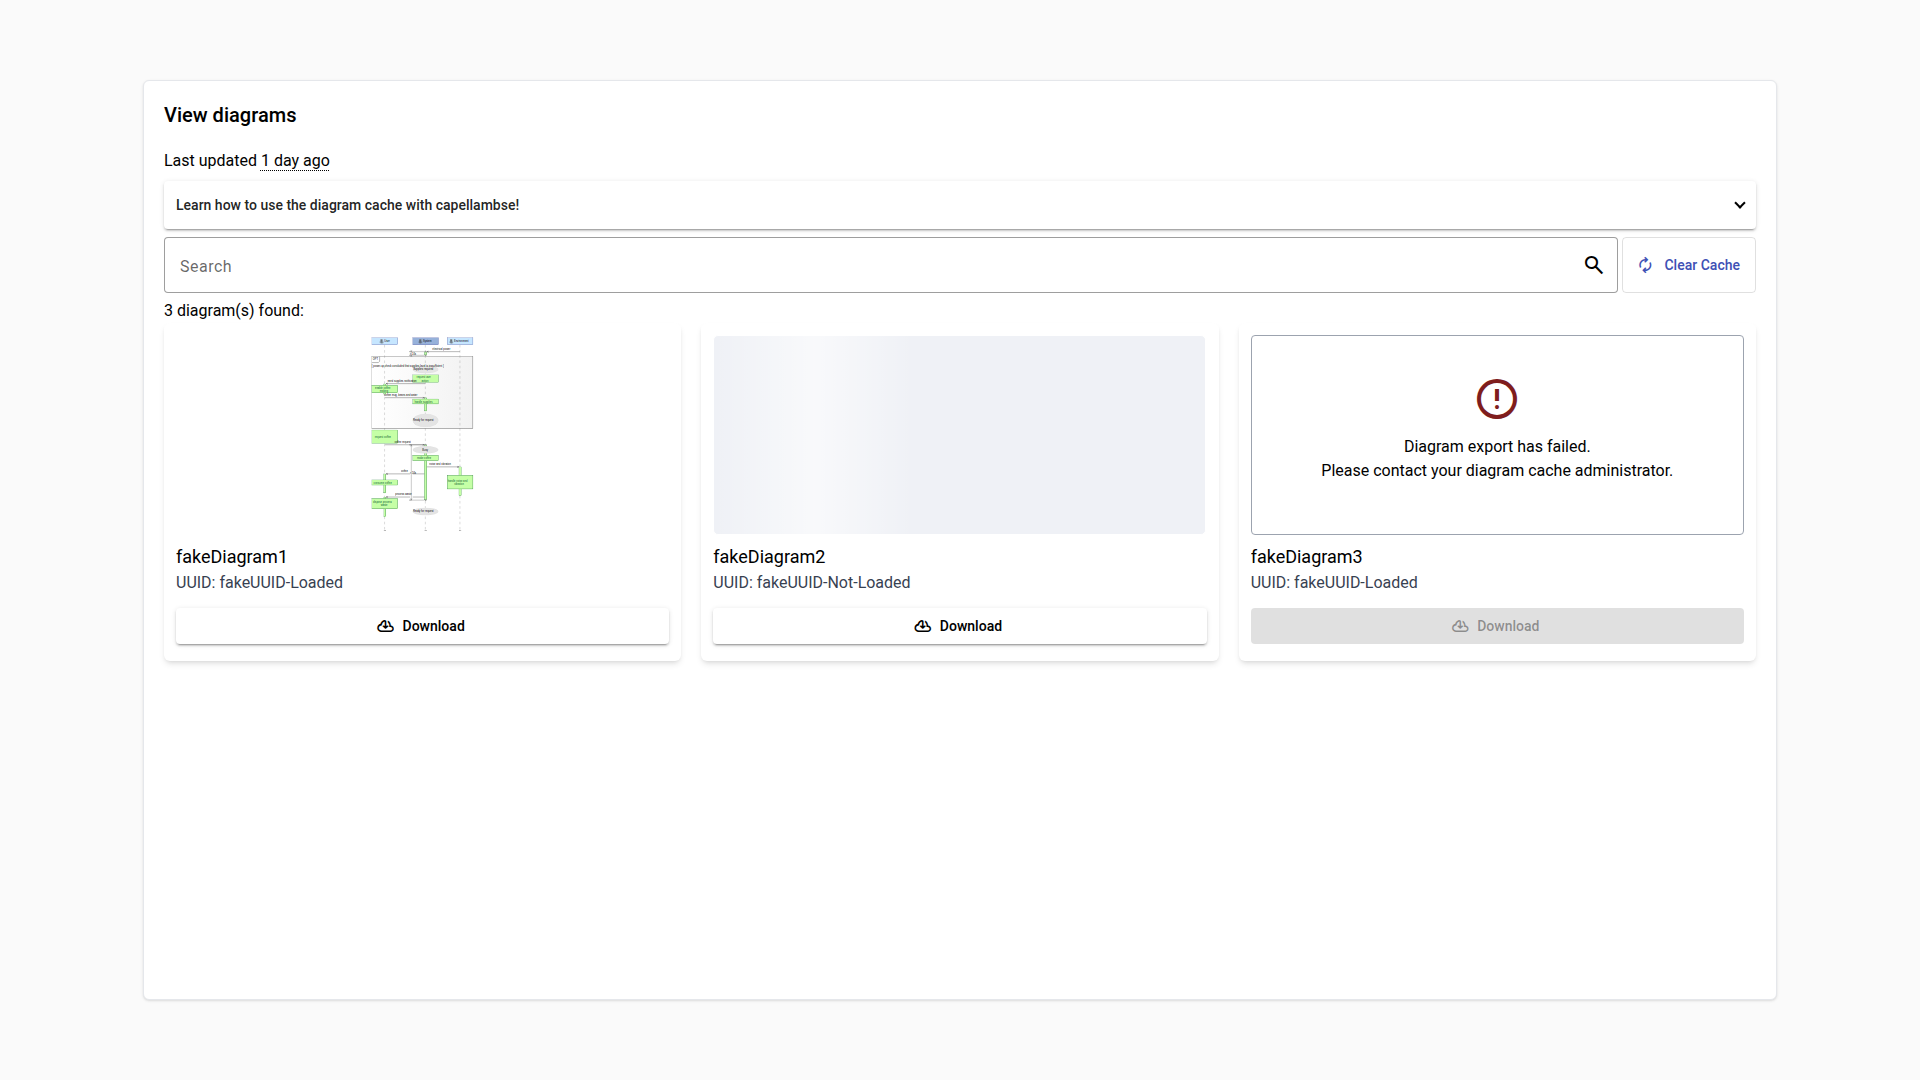 View diagrams
Last updated 1 day ago
Learn how to use the diagram cache with capellambse!
Search
Clear Cache
3 diagram(s) found:
Diagram export has failed.
Please contact your diagram cache administrator.
fakeDiagram1
UUID: fakeUUID-Loaded
Download
fakeDiagram2
UUID: fakeUUID-Not-Loaded
Download
fakeDiagram3
UUID: fakeUUID-Loaded
Download